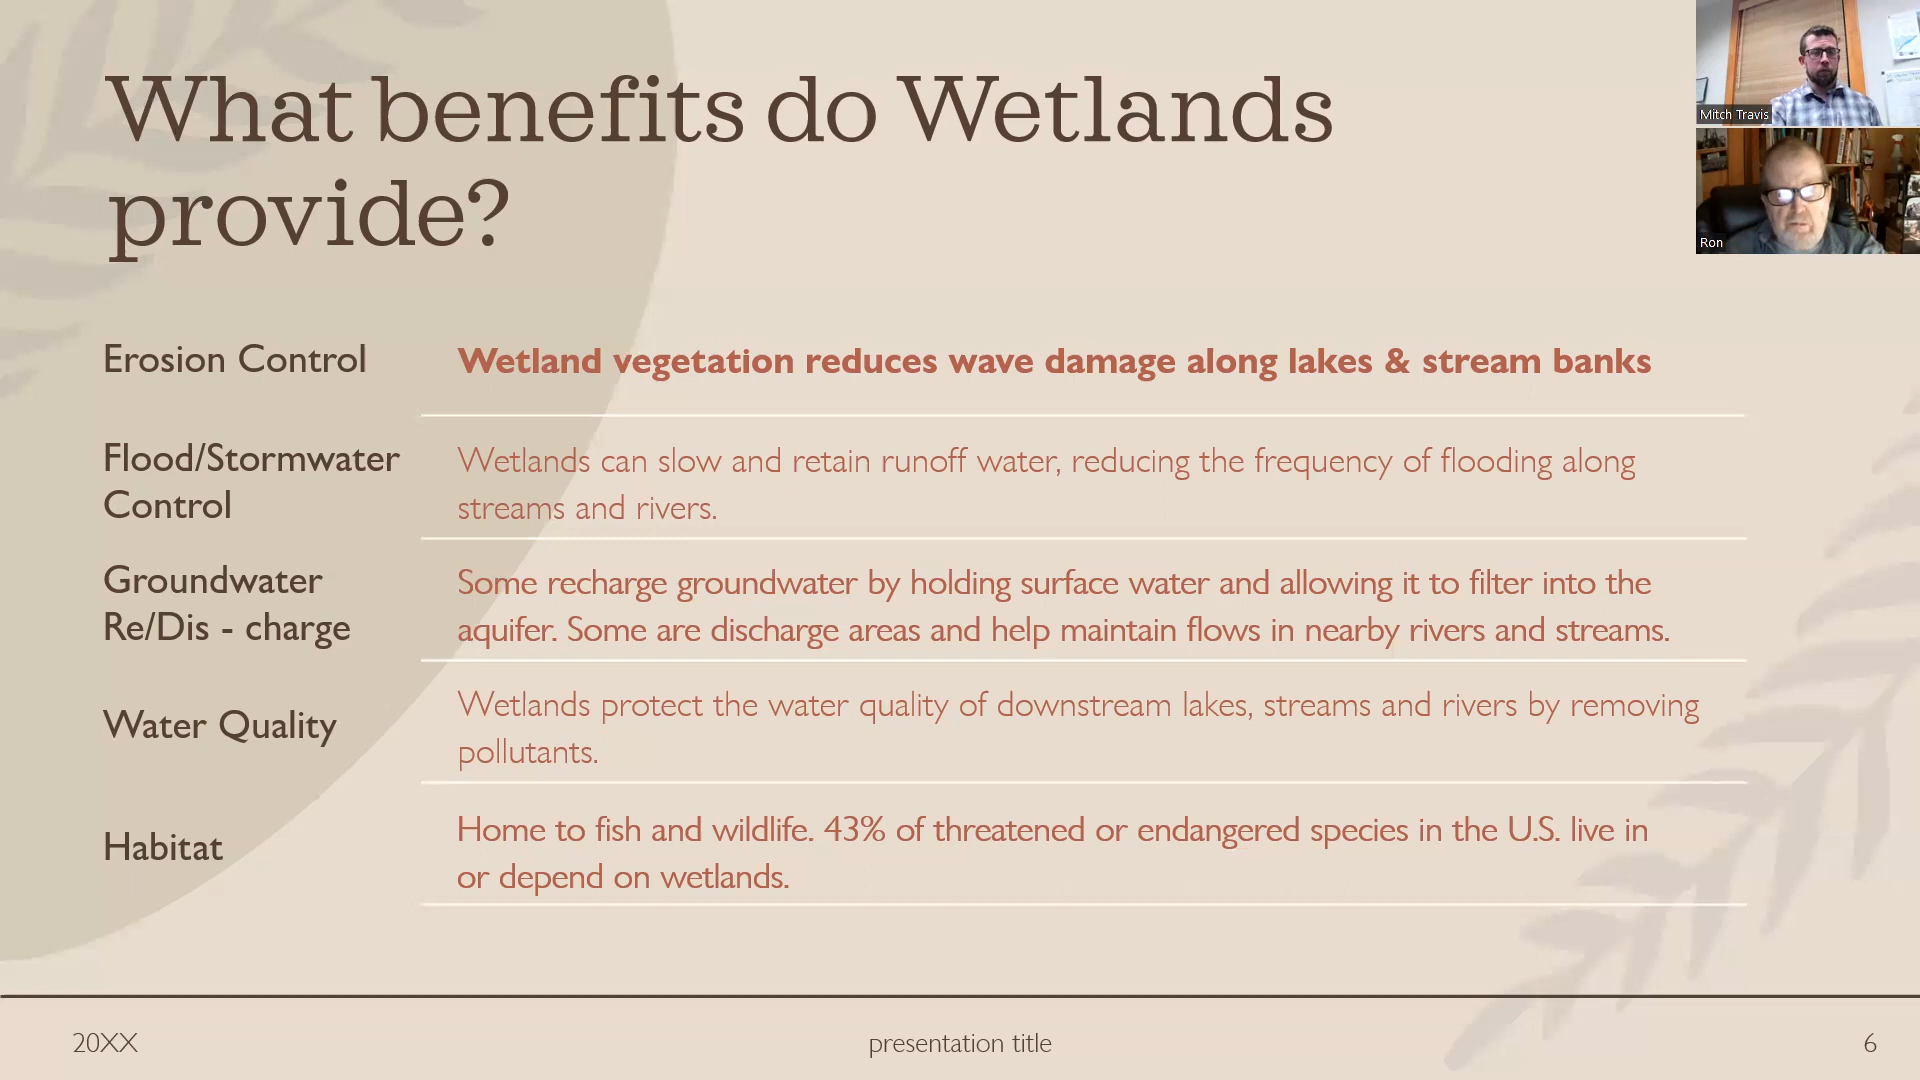 What benefits do Wetlands
provide?
Mitch Travis
Ron
Erosion Control
Wetland vegetation reduces wave damage along lakes & stream banks
Flood/Stormwater
Control
Wetlands can slow and retain runoff water, reducing the frequency of flooding along
streams and rivers.
Groundwater
Re/Dis - charge
Some recharge groundwater by holding surface water and allowing it to filter into the
aquifer. Some are discharge areas and help maintain flows in nearby rivers and streams.
Water Quality
Wetlands protect the water quality of downstream lakes, streams and rivers by removing
pollutants.
Habitat
Home to fish and wildlife. 43% of threatened or endangered species in the U.S. live in
or depend on wetlands.
20XX
presentation title
6